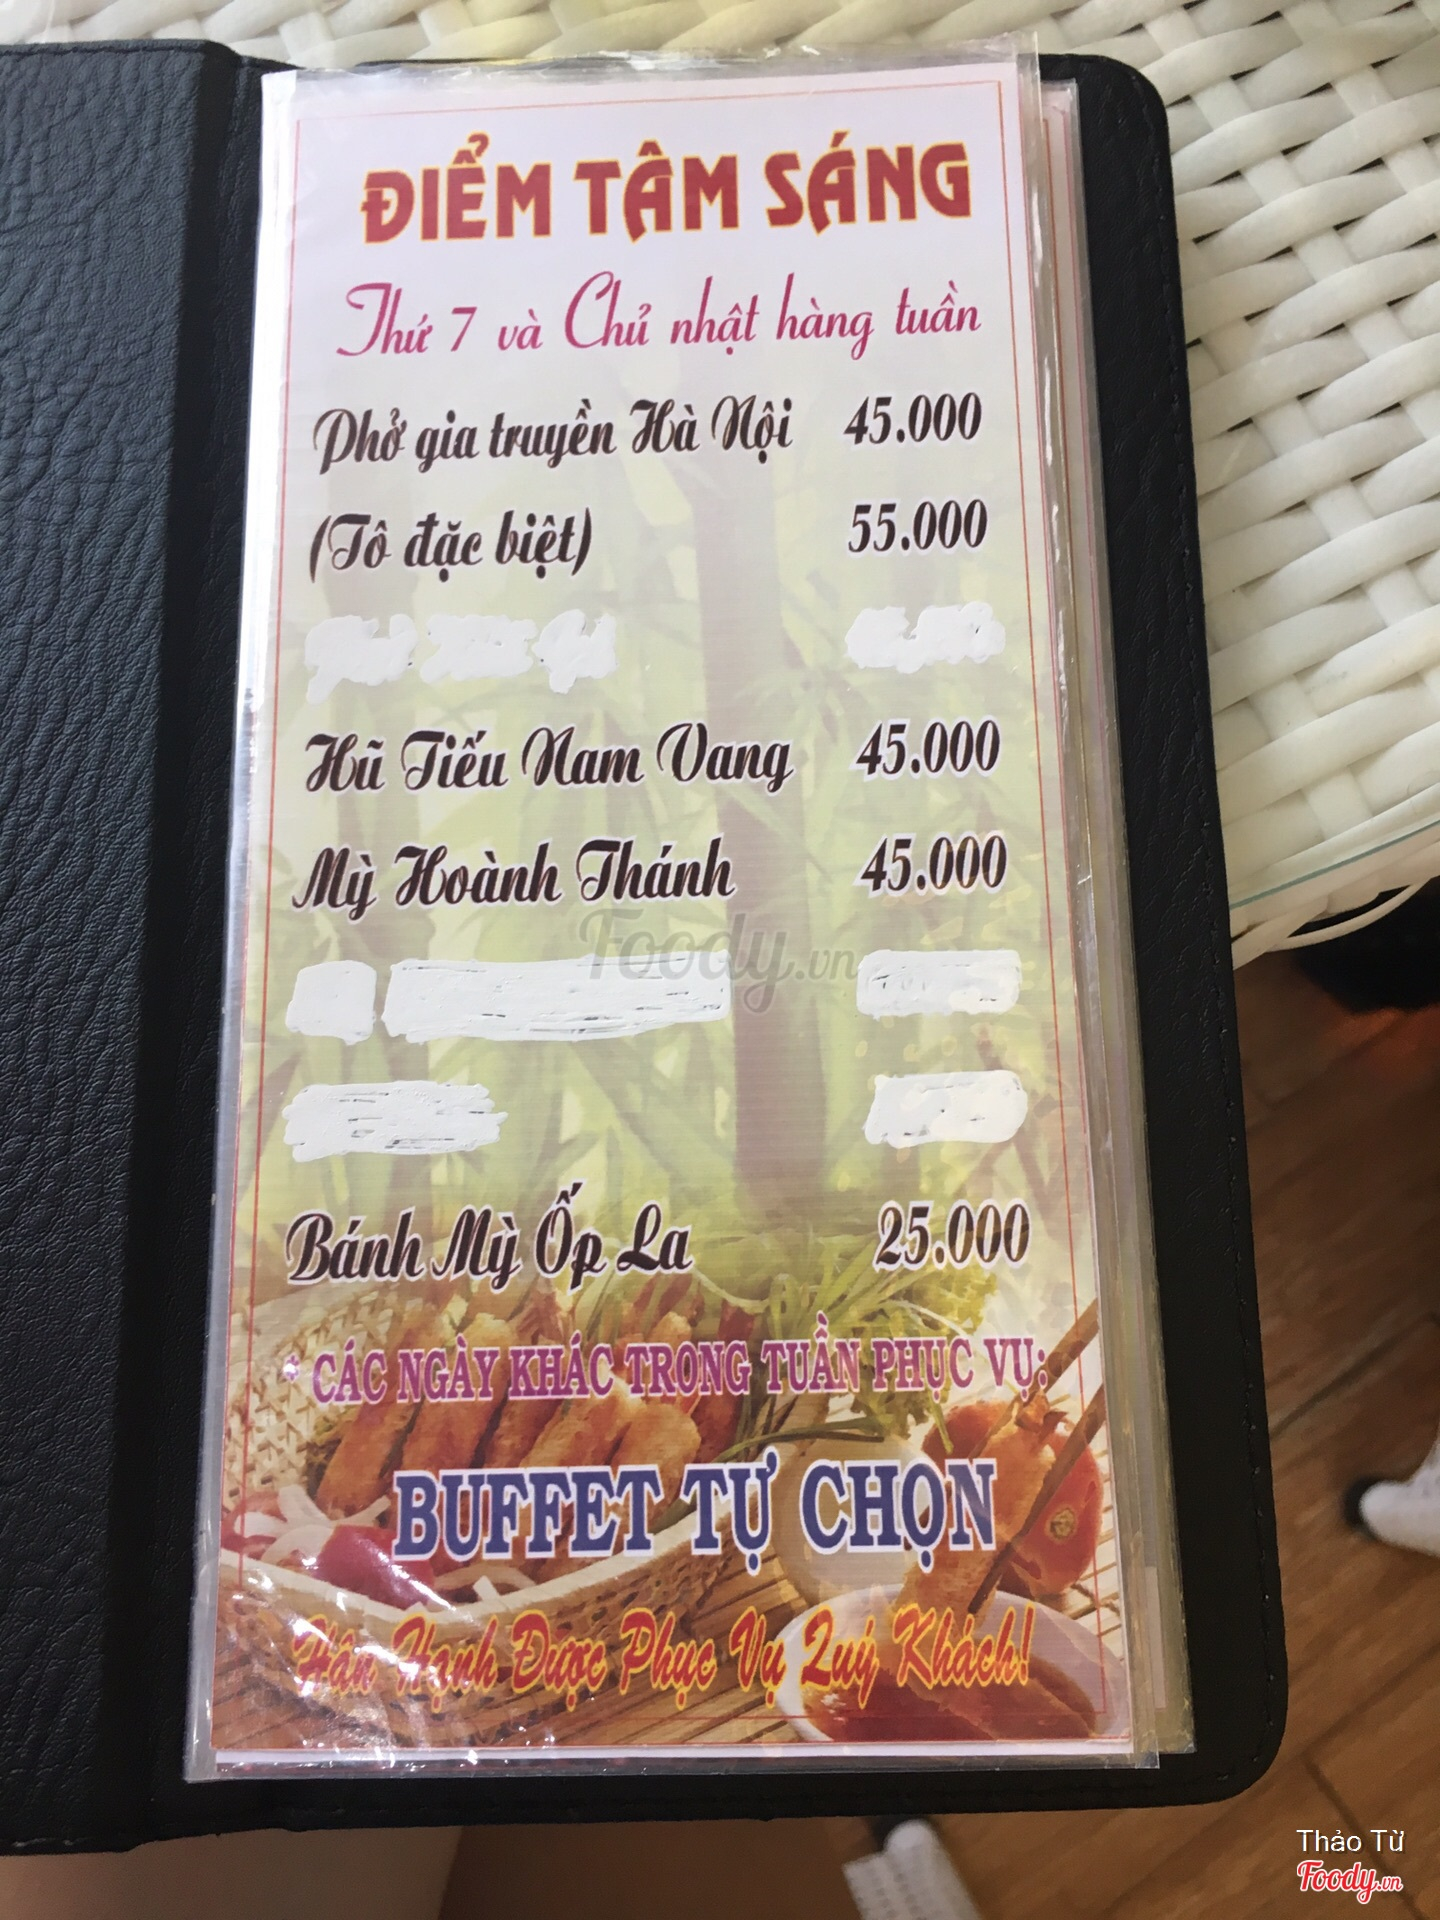 ĐIỂM TÂM SÁNG
Thứ 7 và Chủ nhật hàng tuần
Phở gia truyền Hà Nội 45.000
(Tô đặc biệt) 55.000
Hũ Tiếu Nam Vang 45.000
Mỳ Hoành Thánh 45.000
Foody.vn
Bánh Mỳ Ốp La 25.000
* CÁC NGÀY KHÁC TRONG TUẦN PHỤC VỤ:
BUFFET TỰ CHỌN
Hân Hạnh Được Phục Vụ Quý Khách!
Thảo Từ
Foody.vn